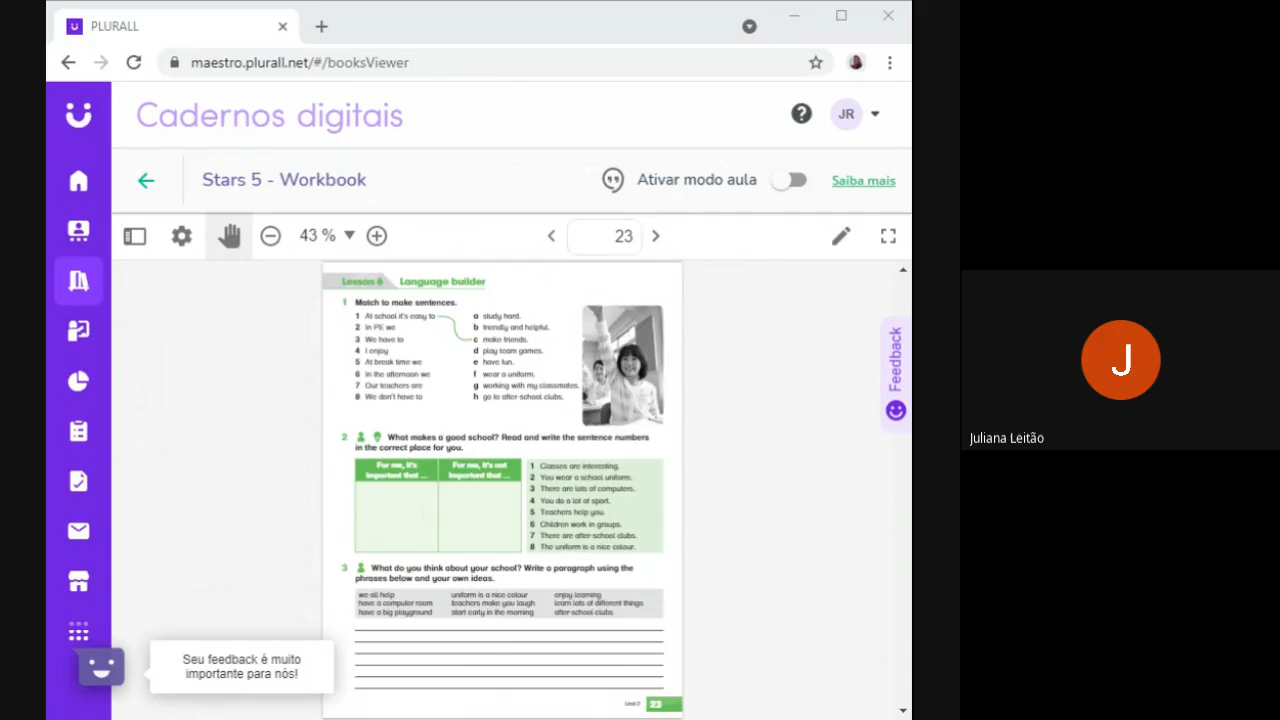 PLURALL
maestro.plurall.net/#/booksViewer
Cadernos digitais
JR
Stars 5 - Workbook
Ativar modo aula
Saiba mais
43 %
23
Lesson 6 Language builder
1 Match to make sentences.
1 At school it's easy to
2 In PE we
3 We have to
4 I enjoy
5 At break time we
6 In the afternoon we
7 Our teachers are
8 We don't have to
a study hard.
b friendly and helpful.
c make friends.
d play team games.
e have fun.
f wear a uniform.
g working with my classmates.
h go to after-school clubs.
2 What makes a good school? Read and write the sentence numbers
in the correct place for you.
For me, it's
important that ...
For me, it's not
important that ...
1 Classes are interesting.
2 You wear a school uniform.
3 There are lots of computers.
4 You do a lot of sport.
5 Teachers help you.
6 Children work in groups.
7 There are after-school clubs.
8 The uniform is a nice colour.
3 What do you think about your school? Write a paragraph using the
phrases below and your own ideas.
we all help uniform is a nice colour enjoy learning
have a computer room teachers make you laugh learn lots of different things
have a big playground start early in the morning after-school clubs
Unit 2 23
Feedback
Seu feedback é muito
importante para nós!
J
Juliana Leitão